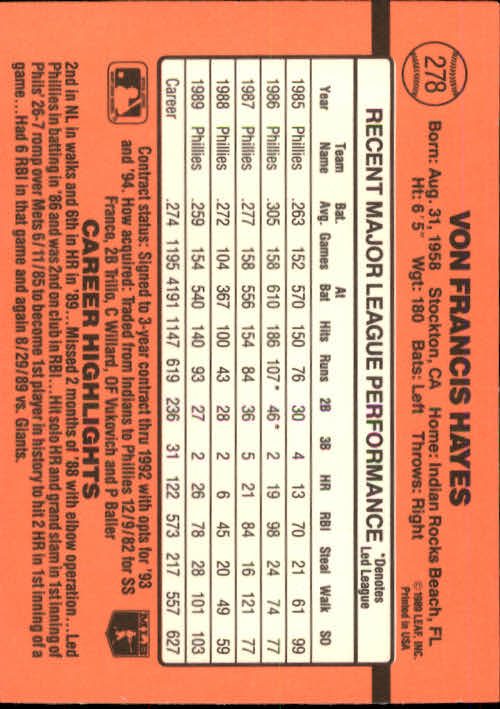 278
VON FRANCIS HAYES
Born: Aug. 31, 1958 Stockton, CA Home: Indian Rocks Beach, FL
Ht: 6' 5" Wgt: 180 Bats: Left Throws: Right
© 1989 LEAF, INC.
Printed in USA
RECENT MAJOR LEAGUE PERFORMANCE
*Denotes
Led League
Year Team Name Bat. Avg. Games At Bat Hits Runs 2B 3B HR RBI Steal Walk SO
1985 Phillies .263 152 570 150 76 30 4 13 70 21 61 99
1986 Phillies .305 158 610 186 107* 46* 2 19 98 24 74 77
1987 Phillies .277 158 556 154 84 36 5 21 84 16 121 77
1988 Phillies .272 104 367 100 43 28 2 6 45 20 49 59
1989 Phillies .259 154 540 140 93 27 2 26 78 28 101 103
Career .274 1195 4191 1147 619 236 31 122 573 217 557 627
Contract status: Signed to 3-year contract thru 1992 with opts for '93
and '94. How acquired: Traded from Indians to Phillies 12/9/82 for SS
France, 2B Trillo, C Willard, OF Vukovich and P Baller
MLB
CAREER HIGHLIGHTS
2nd in NL in walks and 6th in HR in '89...Missed 2 months of '88 with elbow operation...Led
Phillies in batting in '86 and was 2nd on club in RBI...Hit solo HR and grand slam in 1st inning of
Phils' 26-7 romp over Mets 6/11/85 to become 1st player in history to hit 2 HR in 1st inning of a
game...Had 6 RBI in that game and again 8/29/89 vs. Giants.